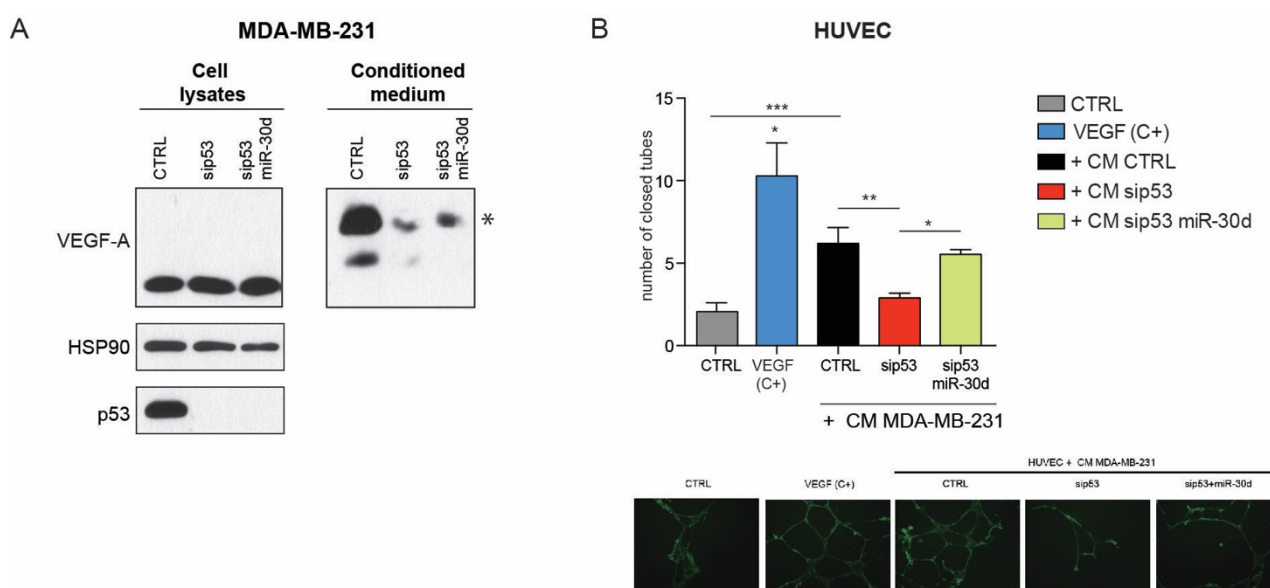 A
MDA-MB-231
Cell
lysates
Conditioned
medium
CTRL
sip53
sip53
miR-30d
CTRL
sip53
sip53
miR-30d
VEGF-A
*
HSP90
p53
B
HUVEC
number of closed tubes
15
10
5
0
***
*
**
*
CTRL
VEGF (C+)
+ CM CTRL
+ CM sip53
+ CM sip53 miR-30d
CTRL
VEGF
(C+)
CTRL
sip53
sip53
miR-30d
+ CM MDA-MB-231
HUVEC + CM MDA-MB-231
CTRL
VEGF (C+)
CTRL
sip53
sip53+miR-30d